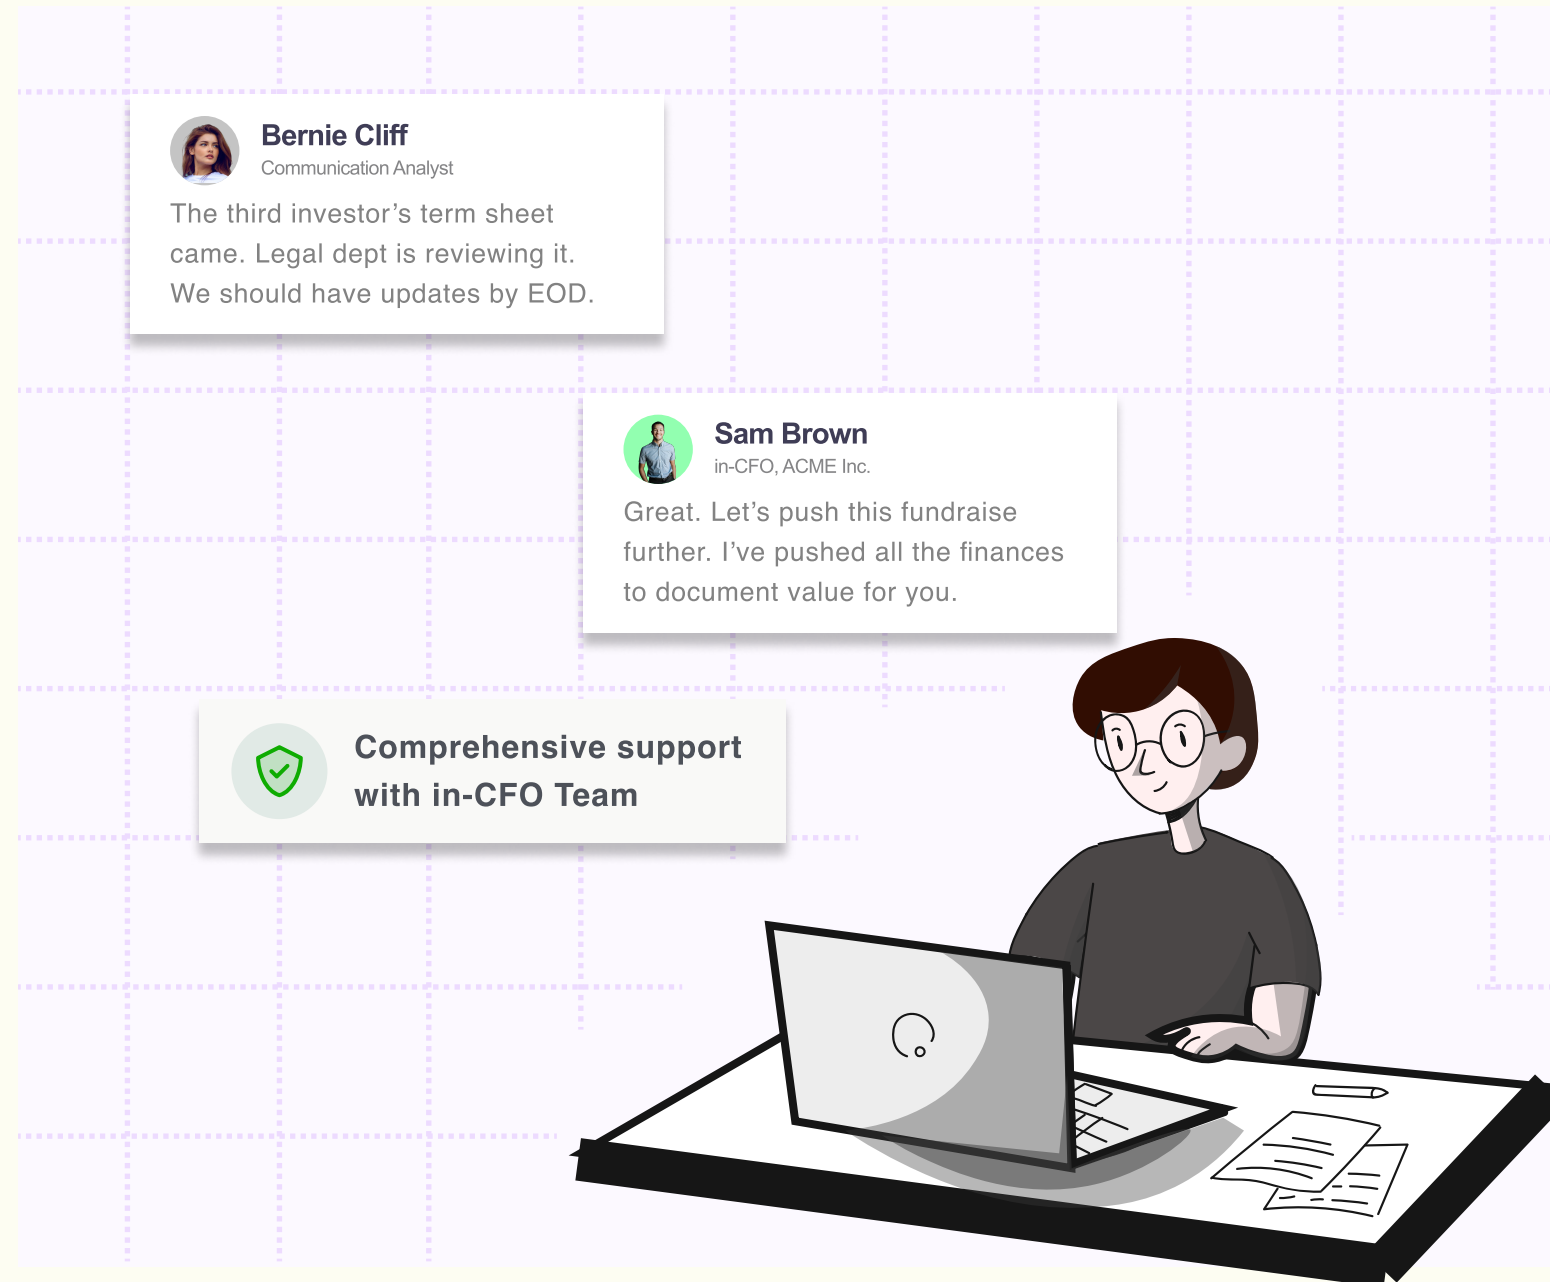 Bernie Cliff
Communication Analyst
The third investor’s term sheet
came. Legal dept is reviewing it.
We should have updates by EOD.
Sam Brown
in-CFO, ACME Inc.
Great. Let’s push this fundraise
further. I’ve pushed all the finances
to document value for you.
Comprehensive support
with in-CFO Team